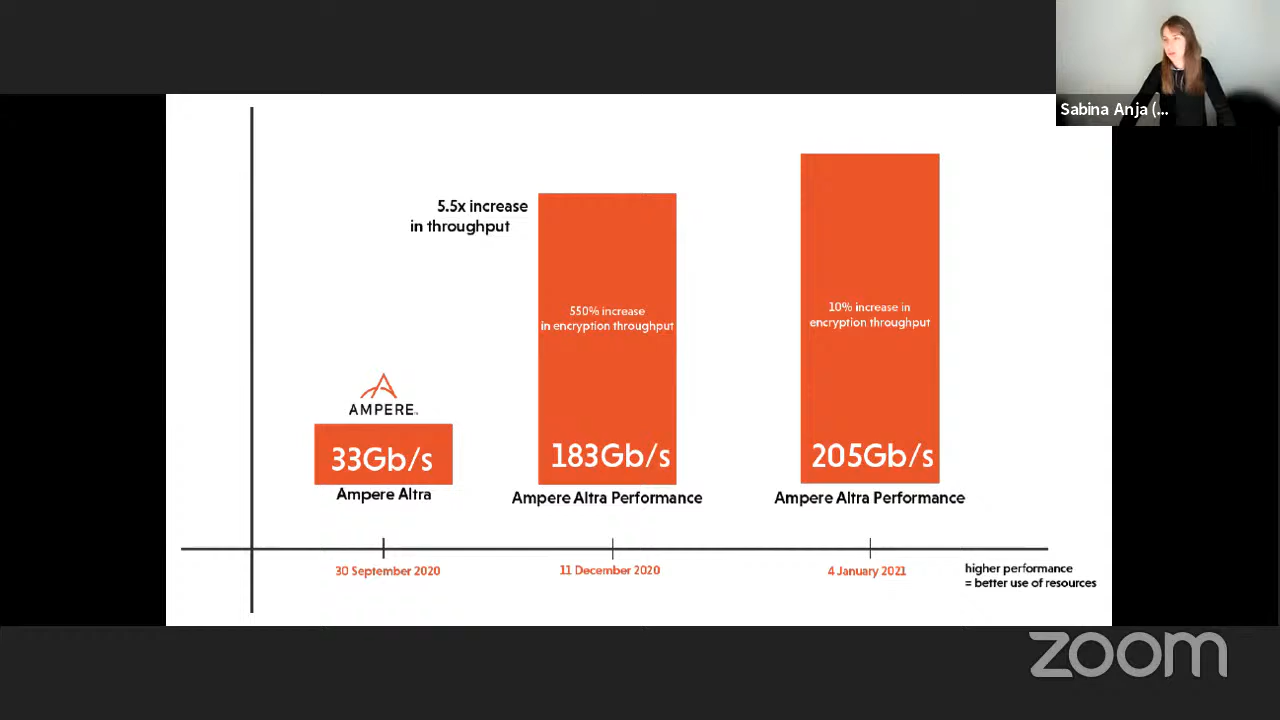 Sabina Anja (...
5.5x increase
in throughput
550% increase
in encryption throughput
10% increase in
encryption throughput
AMPERE
33Gb/s
183Gb/s
205Gb/s
Ampere Altra
Ampere Altra Performance
Ampere Altra Performance
30 September 2020
11 December 2020
4 January 2021
higher performance
= better use of resources
zoom